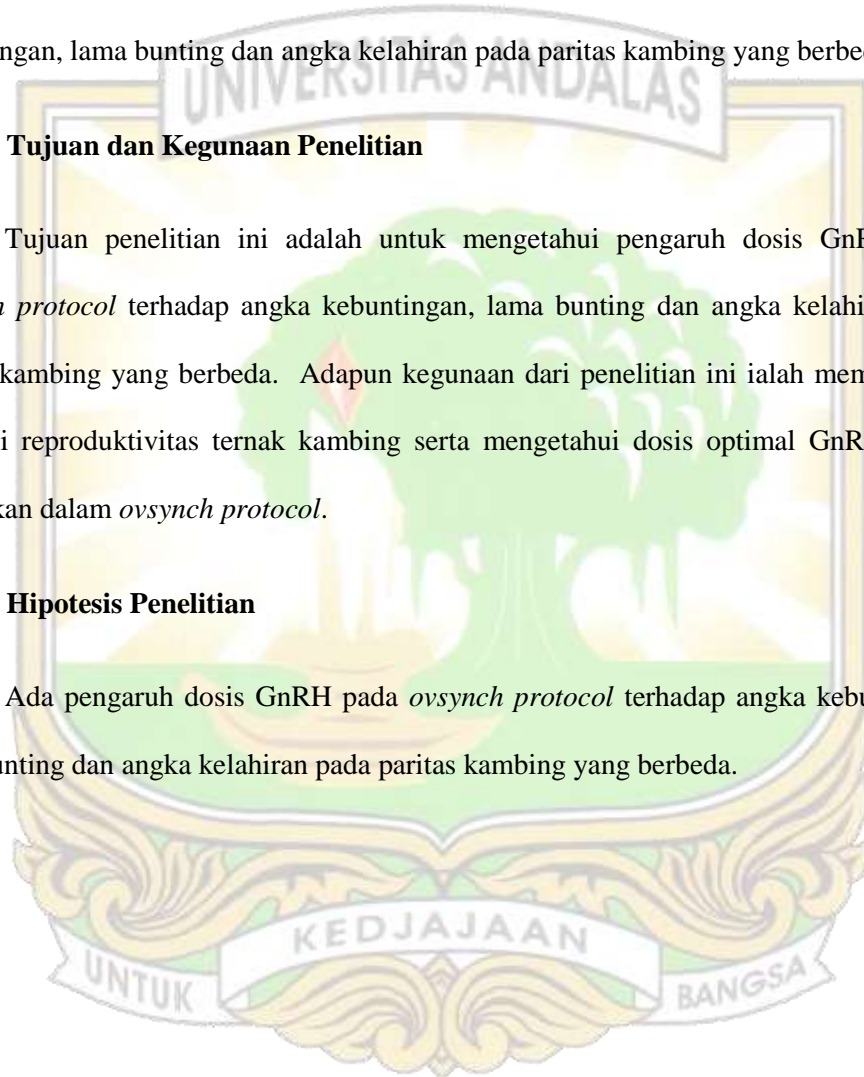 ngan, lama bunting dan angka kelahiran pada paritas kambing yang berbed
UNIVERSITAS ANDALAS
Tujuan dan Kegunaan Penelitian
Tujuan penelitian ini adalah untuk mengetahui pengaruh dosis GnR
protocol terhadap angka kebuntingan, lama bunting dan angka kelahi
kambing yang berbeda. Adapun kegunaan dari penelitian ini ialah mem
i reproduktivitas ternak kambing serta mengetahui dosis optimal GnR
kan dalam ovsynch protocol.
Hipotesis Penelitian
Ada pengaruh dosis GnRH pada ovsynch protocol terhadap angka kebu
unting dan angka kelahiran pada paritas kambing yang berbeda.
KEDJAJAAN
UNTUK BANGSA